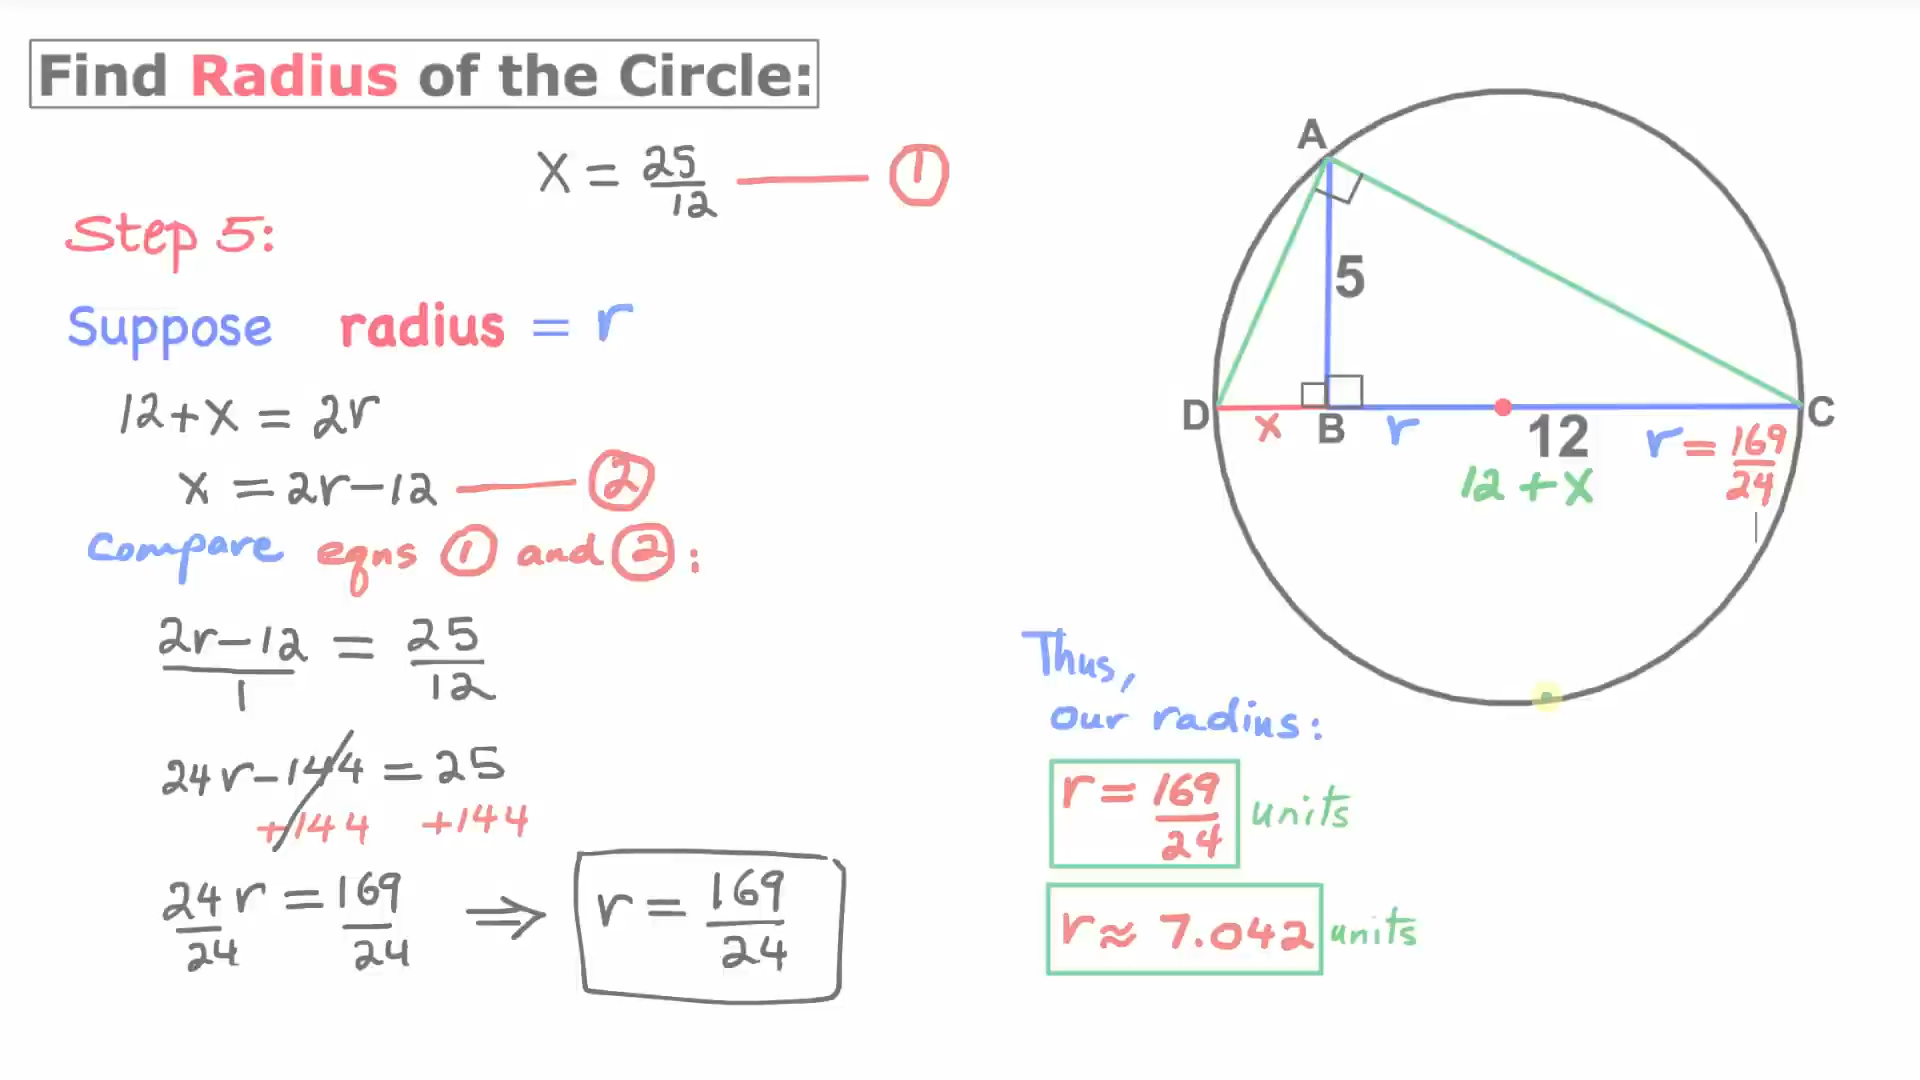 Find Radius of the Circle:
x = 25/12 ——— ①
Step 5:
Suppose radius = r
12+x = 2r
x = 2r-12 ——— ②
Compare eqns ① and ②:
2r-12/1 = 25/12
24r-144 = 25
+144 +144
24r/24 = 169/24 ⇒ r = 169/24
A
5
D x B r 12 r = 169/24 C
12+x
Thus,
our radius:
r = 169/24 units
r ≈ 7.042 units